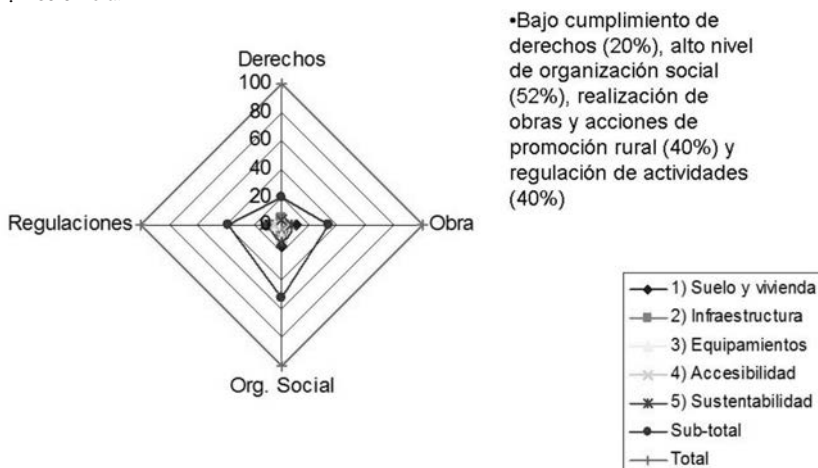 Derechos
100
80
60
40
20
0
Regulaciones
Obra
Org. Social
•Bajo cumplimiento de
derechos (20%), alto nivel
de organización social
(52%), realización de
obras y acciones de
promoción rural (40%) y
regulación de actividades
(40%)
1) Suelo y vivienda
2) Infraestructura
3) Equipamientos
4) Accesibilidad
5) Sustentabilidad
Sub-total
Total